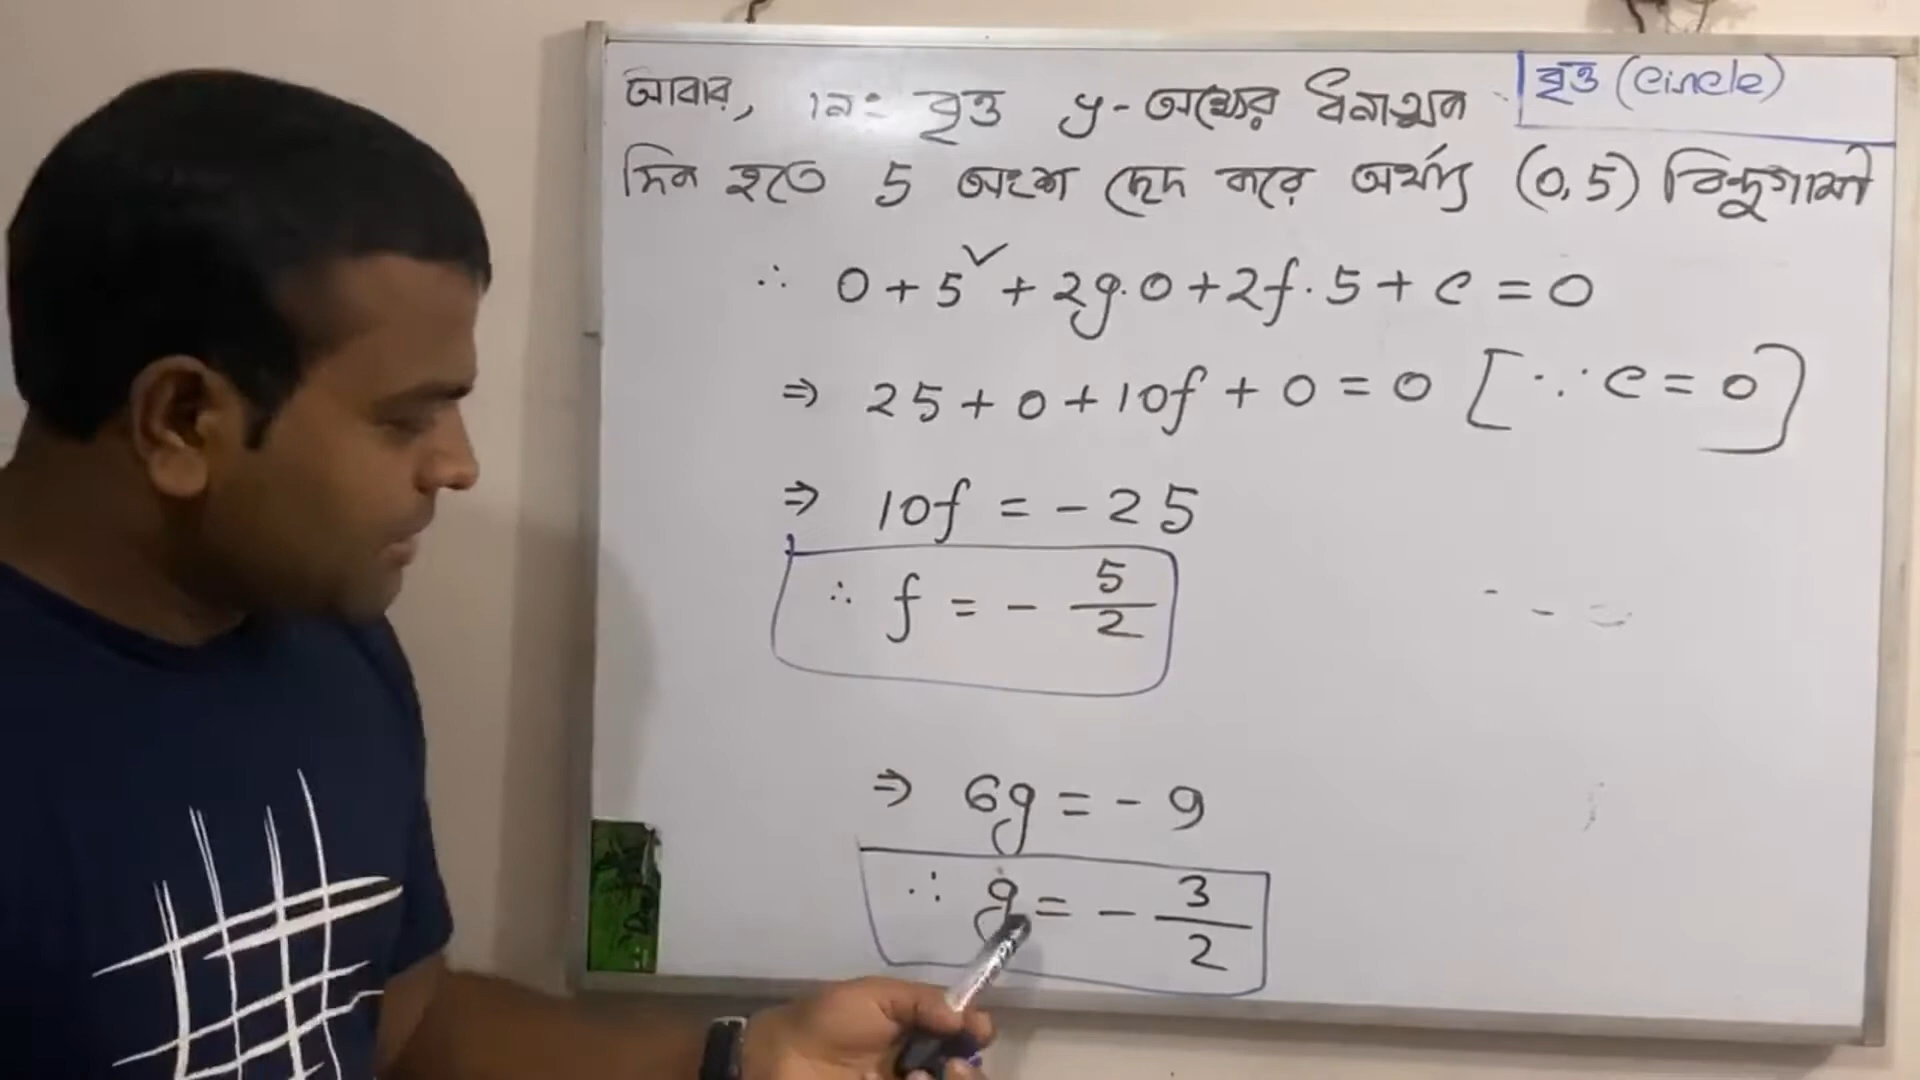 আবার, ১নং বৃত্ত y-অক্ষের ধনাত্মক
বৃত্ত (Circle)
দিক হতে 5 অংশ ছেদ করে অর্থাৎ (0,5) বিন্দুগামী
∴ 0 + 5² + 2g.0 + 2f.5 + c = 0
⇒ 25 + 0 + 10f + 0 = 0 [∵ c = 0]
⇒ 10f = -25
∴ f = - 5/2
⇒ 6g = - 9
∴ g = - 3/2